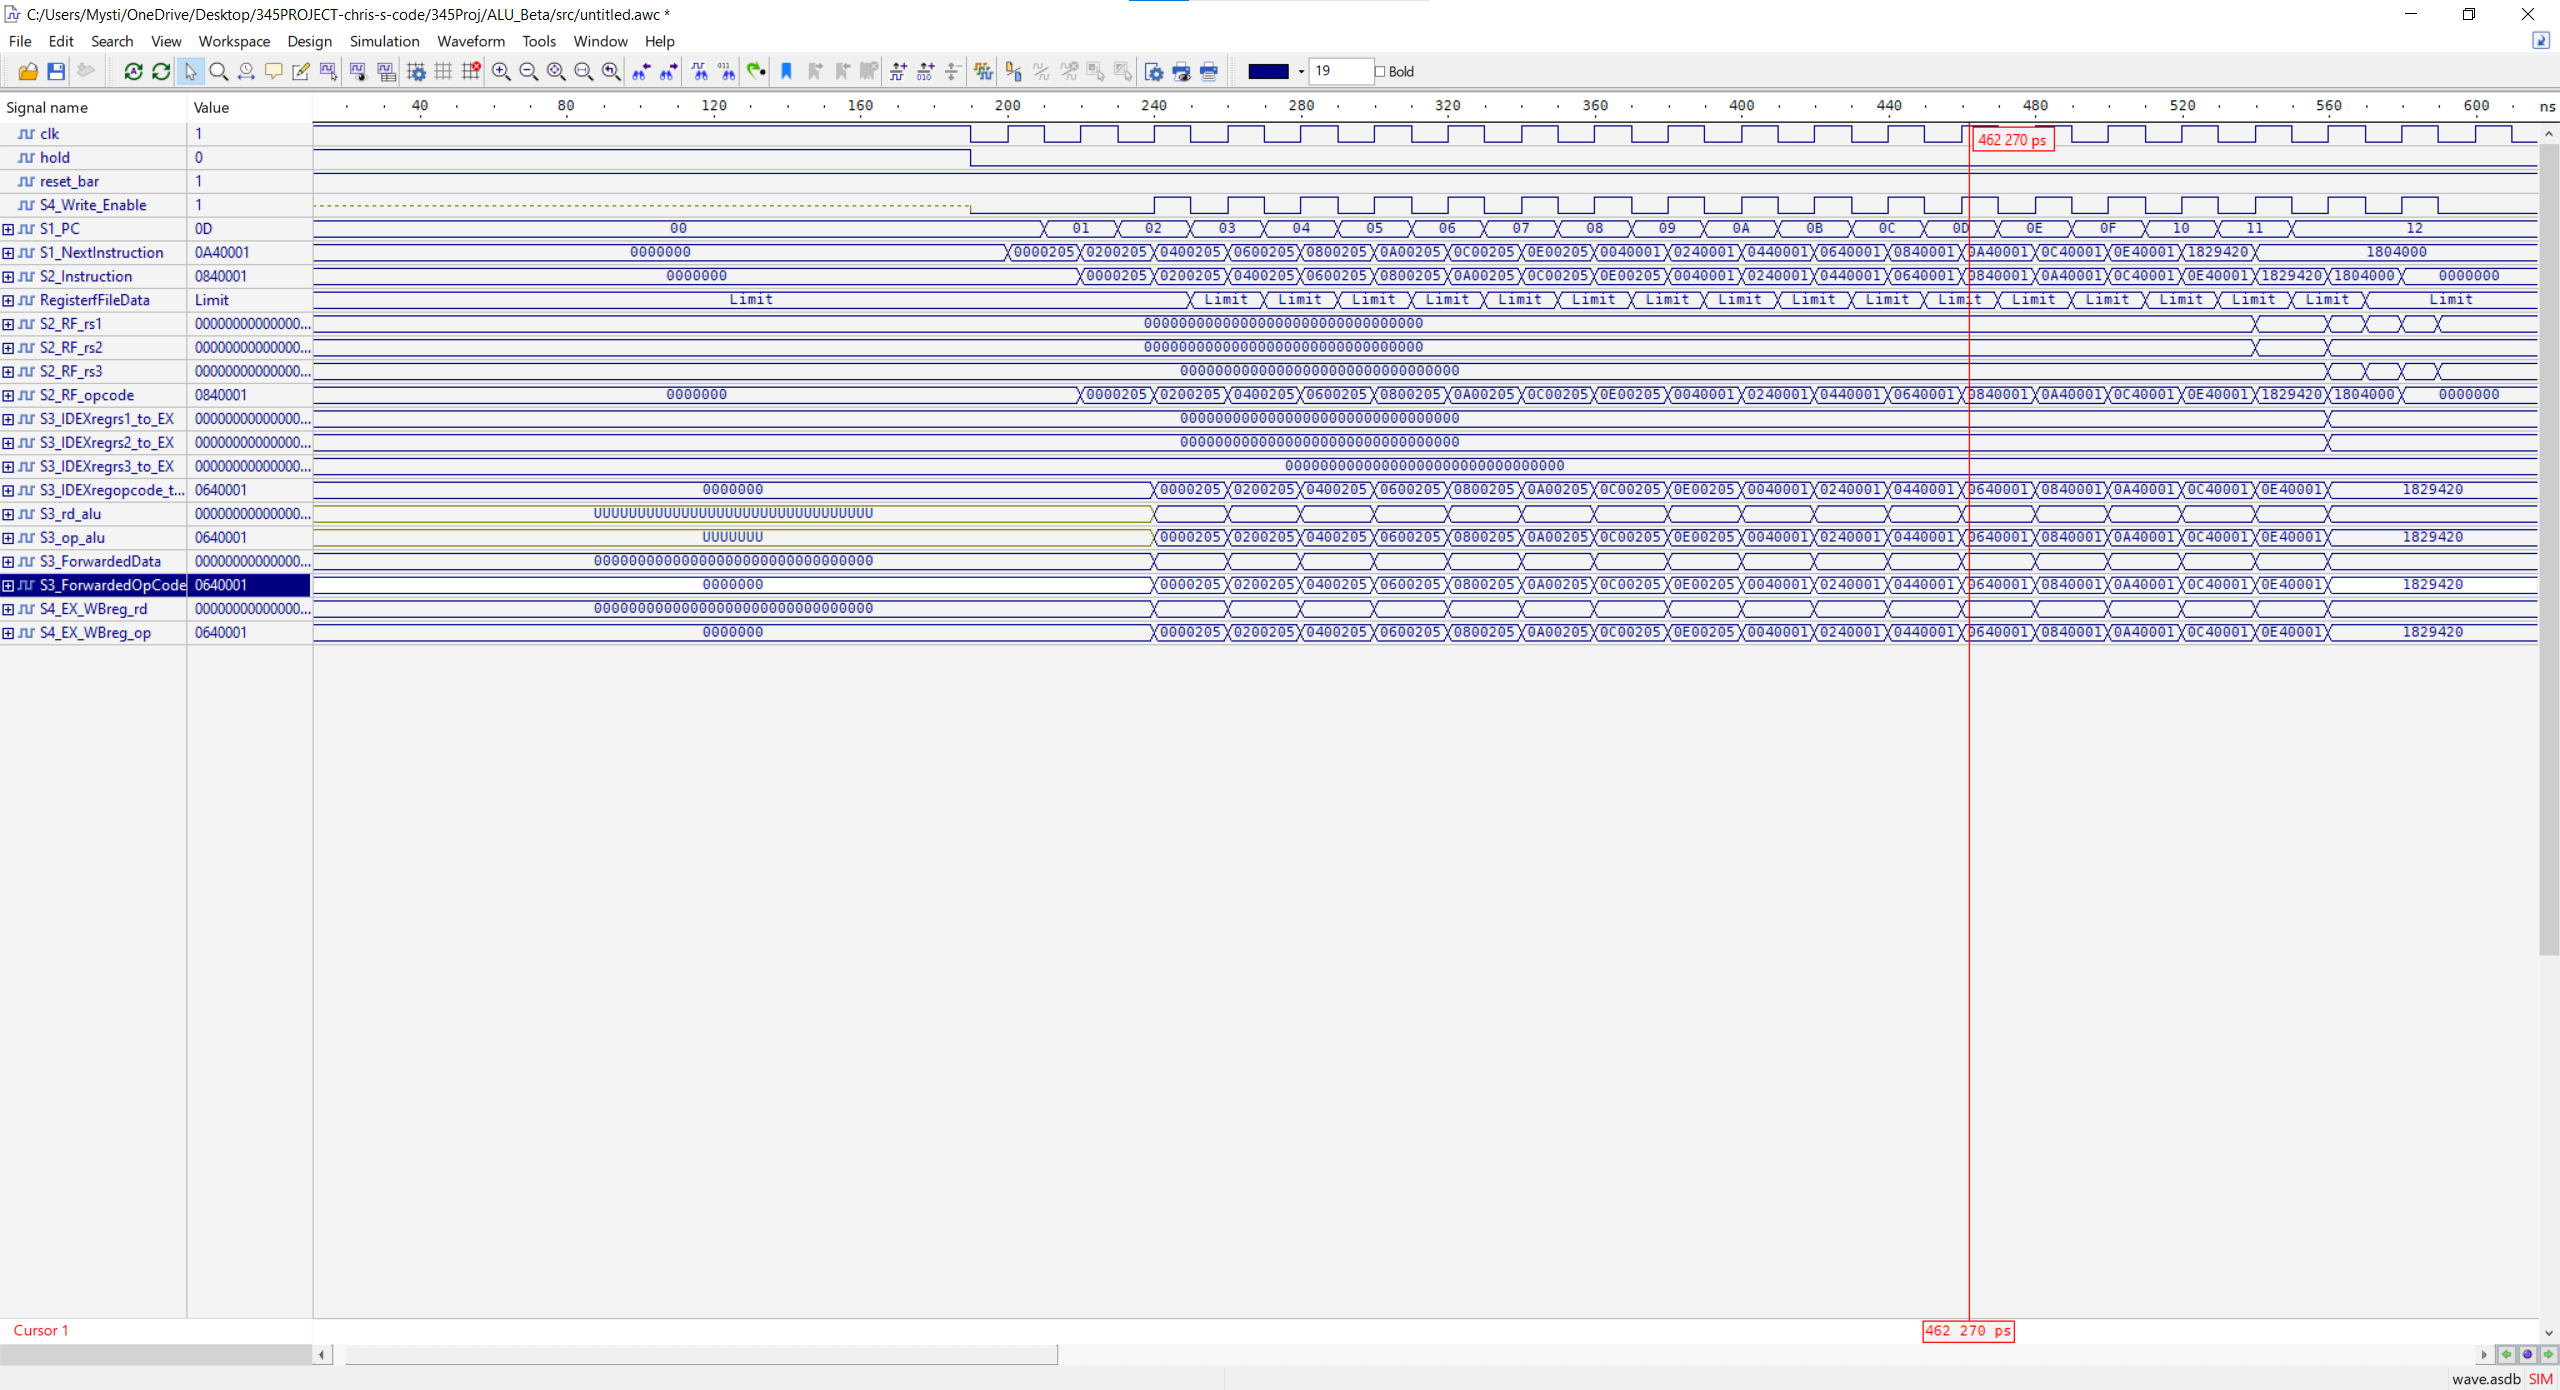 C:/Users/Mysti/OneDrive/Desktop/345PROJECT-chris-s-code/345Proj/ALU_Beta/src/untitled.awc *
File Edit Search View Workspace Design Simulation Waveform Tools Window Help
19 Bold
Signal name Value 40 80 120 160 200 240 280 320 360 400 440 480 520 560 600 ns
clk 1
462 270 ps
hold 0
reset_bar 1
S4_Write_Enable 1
S1_PC 0D 00 01 02 03 04 05 06 07 08 09 0A 0B 0C 0D 0E 0F 10 11 12
S1_NextInstruction 0A40001 0000000 0000205 0200205 0400205 0600205 0800205 0A00205 0C00205 0E00205 0040001 0240001 0440001 0640001 0840001 0A40001 0C40001 0E40001 1829420 1804000
S2_Instruction 0840001 0000000 0000205 0200205 0400205 0600205 0800205 0A00205 0C00205 0E00205 0040001 0240001 0440001 0640001 0840001 0A40001 0C40001 0E40001 1829420 1804000 0000000
RegisterfFileData Limit Limit Limit Limit Limit Limit Limit Limit Limit Limit Limit Limit Limit Limit Limit Limit Limit Limit Limit
S2_RF_rs1 00000000000000... 00000000000000000000000000000000
S2_RF_rs2 00000000000000... 00000000000000000000000000000000
S2_RF_rs3 00000000000000... 00000000000000000000000000000000
S2_RF_opcode 0840001 0000000 0000205 0200205 0400205 0600205 0800205 0A00205 0C00205 0E00205 0040001 0240001 0440001 0640001 0840001 0A40001 0C40001 0E40001 1829420 1804000 0000000
S3_IDEXregrs1_to_EX 00000000000000... 00000000000000000000000000000000
S3_IDEXregrs2_to_EX 00000000000000... 00000000000000000000000000000000
S3_IDEXregrs3_to_EX 00000000000000... 00000000000000000000000000000000
S3_IDEXregopcode_t... 0640001 0000000 0000205 0200205 0400205 0600205 0800205 0A00205 0C00205 0E00205 0040001 0240001 0440001 0640001 0840001 0A40001 0C40001 0E40001 1829420
S3_rd_alu 00000000000000... UUUUUUUUUUUUUUUUUUUUUUUUUUUUUUUU
S3_op_alu 0640001 UUUUUUU 0000205 0200205 0400205 0600205 0800205 0A00205 0C00205 0E00205 0040001 0240001 0440001 0640001 0840001 0A40001 0C40001 0E40001 1829420
S3_ForwardedData 00000000000000... 00000000000000000000000000000000
S3_ForwardedOpCode 0640001 0000000 0000205 0200205 0400205 0600205 0800205 0A00205 0C00205 0E00205 0040001 0240001 0440001 0640001 0840001 0A40001 0C40001 0E40001 1829420
S4_EX_WBreg_rd 00000000000000... 00000000000000000000000000000000
S4_EX_WBreg_op 0640001 0000000 0000205 0200205 0400205 0600205 0800205 0A00205 0C00205 0E00205 0040001 0240001 0440001 0640001 0840001 0A40001 0C40001 0E40001 1829420
Cursor 1 462 270 ps
wave.asdb SIM